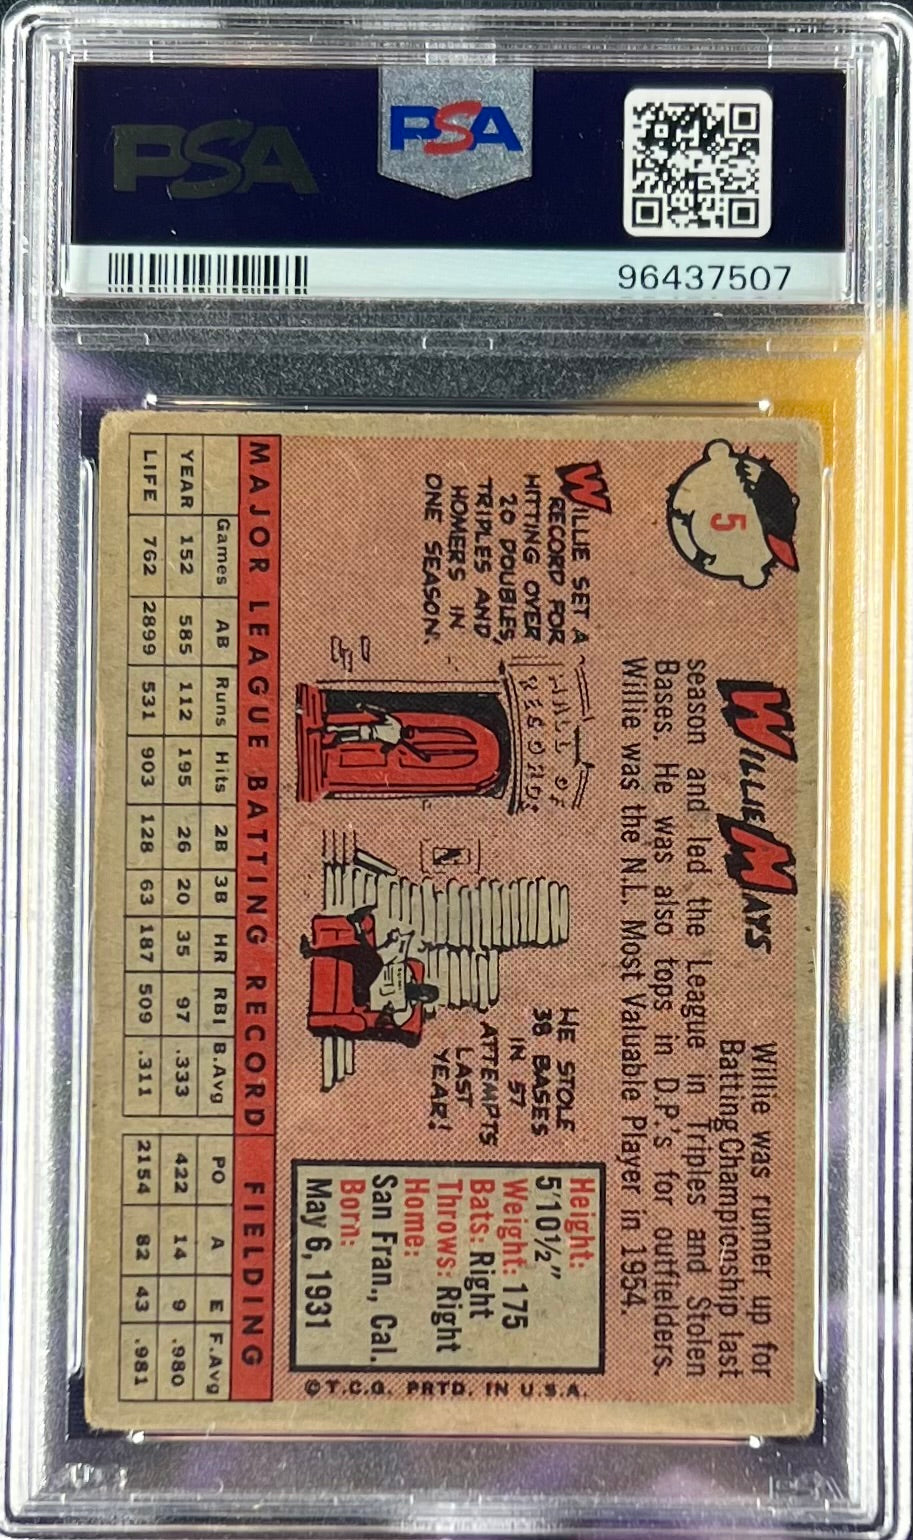 PSA
PSA
96437507
5
WILLIE MAYS
Willie was runner up for
Batting Championship last
season and led the League in Triples and Stolen
Bases. He was also tops in D.P.'s for outfielders.
Willie was the N.L. Most Valuable Player in 1954.
WILLIE SET A
RECORD FOR
HITTING OVER
20 DOUBLES,
TRIPLES AND
HOMERS IN
ONE SEASON.
HALL OF
RECORDS
HE STOLE
38 BASES
IN '57
ATTEMPTS
LAST
YEAR!
Height:
5'10½"
Weight: 175
Bats: Right
Throws: Right
Home:
San Fran., Cal.
Born:
May 6, 1931
©T.C.G. PRTD. IN U.S.A.
MAJOR LEAGUE BATTING RECORD FIELDING
Games AB Runs Hits 2B 3B HR RBI B.Avg PO A E F.Avg
YEAR 152 585 112 195 26 20 35 97 .333 422 14 9 .980
LIFE 762 2899 531 903 128 63 187 509 .311 2154 82 43 .981